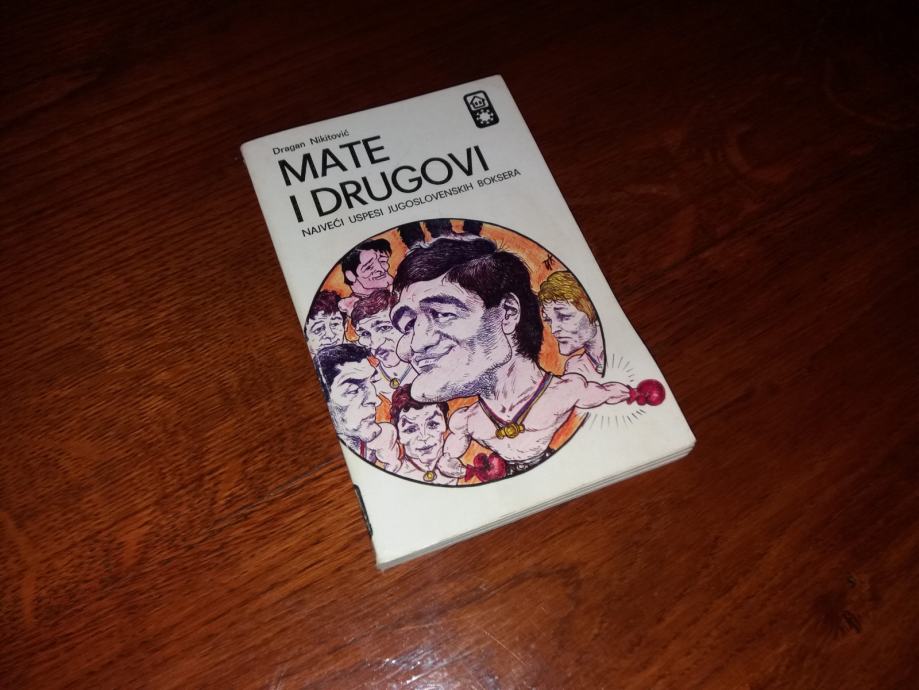 Dragan Nikitović
MATE
I DRUGOVI
NAJVEĆI USPESI JUGOSLOVENSKIH BOKSERA